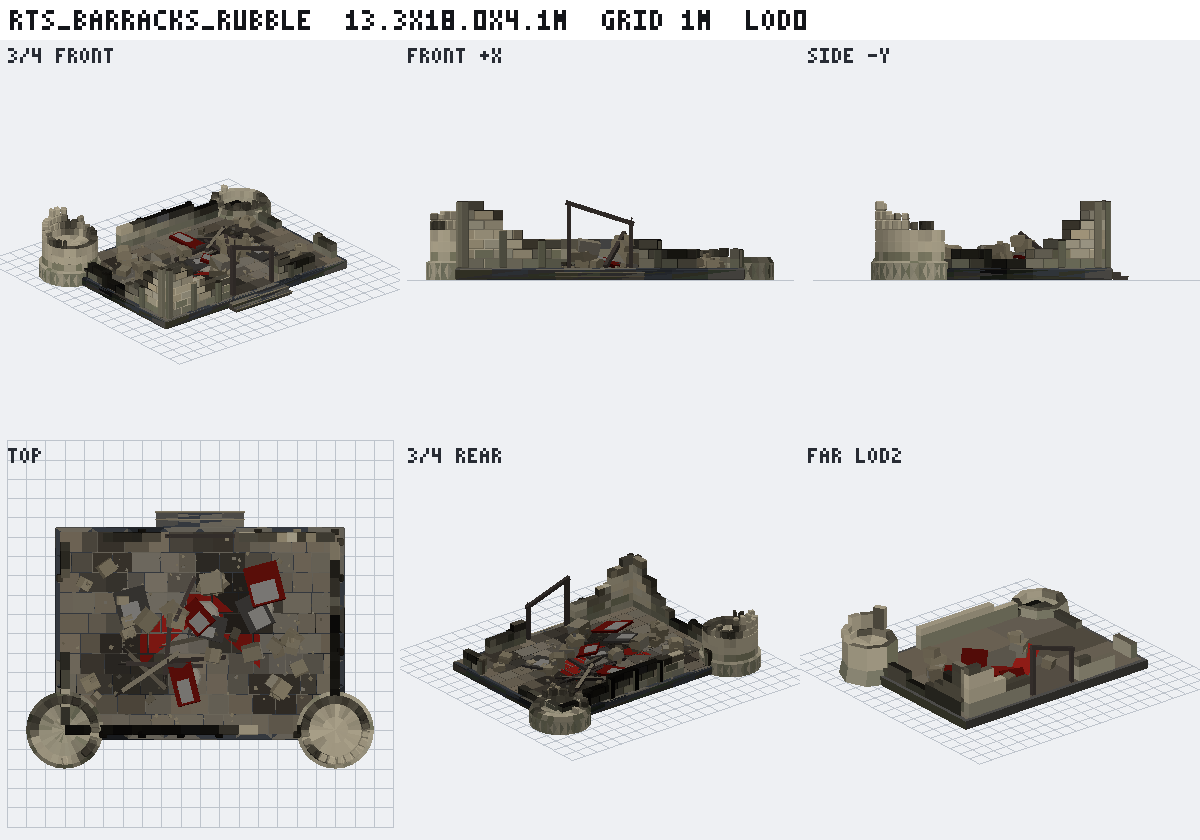 RTS_BARRACKS_RUBBLE 13.3X18.0X4.1M GRID 1M LOD0
3/4 FRONT
FRONT +X
SIDE -Y
TOP
3/4 REAR
FAR LOD2